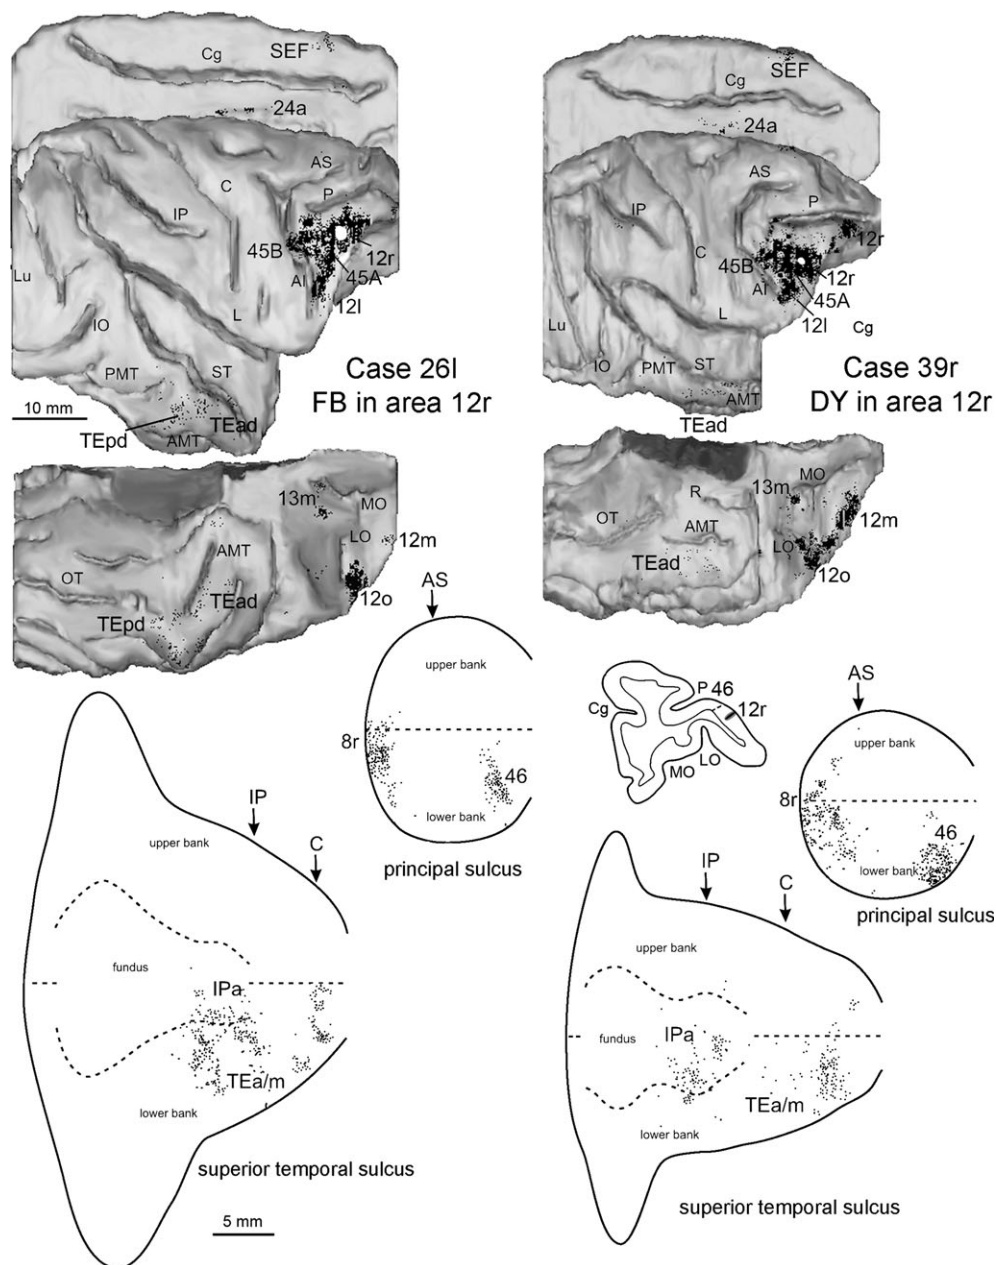 Cg
SEF
24a
AS
P
C
IP
45B
12r
45A
AI
12l
Lu
L
IO
PMT
ST
10 mm
TEpd
TEad
AMT
Case 26l
FB in area 12r
13m
MO
LO
12m
AMT
OT
TEad
12o
TEpd
SEF
Cg
24a
AS
P
IP
12r
C
45B
12r
AI
45A
12l
Cg
L
Lu
IO
PMT
ST
AMT
TEad
Case 39r
DY in area 12r
R
13m
MO
12m
OT
AMT
LO
TEad
12o
AS
upper bank
8r
46
lower bank
principal sulcus
P
46
12r
Cg
MO
LO
AS
upper bank
8r
46
lower bank
principal sulcus
IP
C
upper bank
fundus
IPa
TEa/m
lower bank
superior temporal sulcus
5 mm
IP
C
upper bank
fundus
IPa
TEa/m
lower bank
superior temporal sulcus